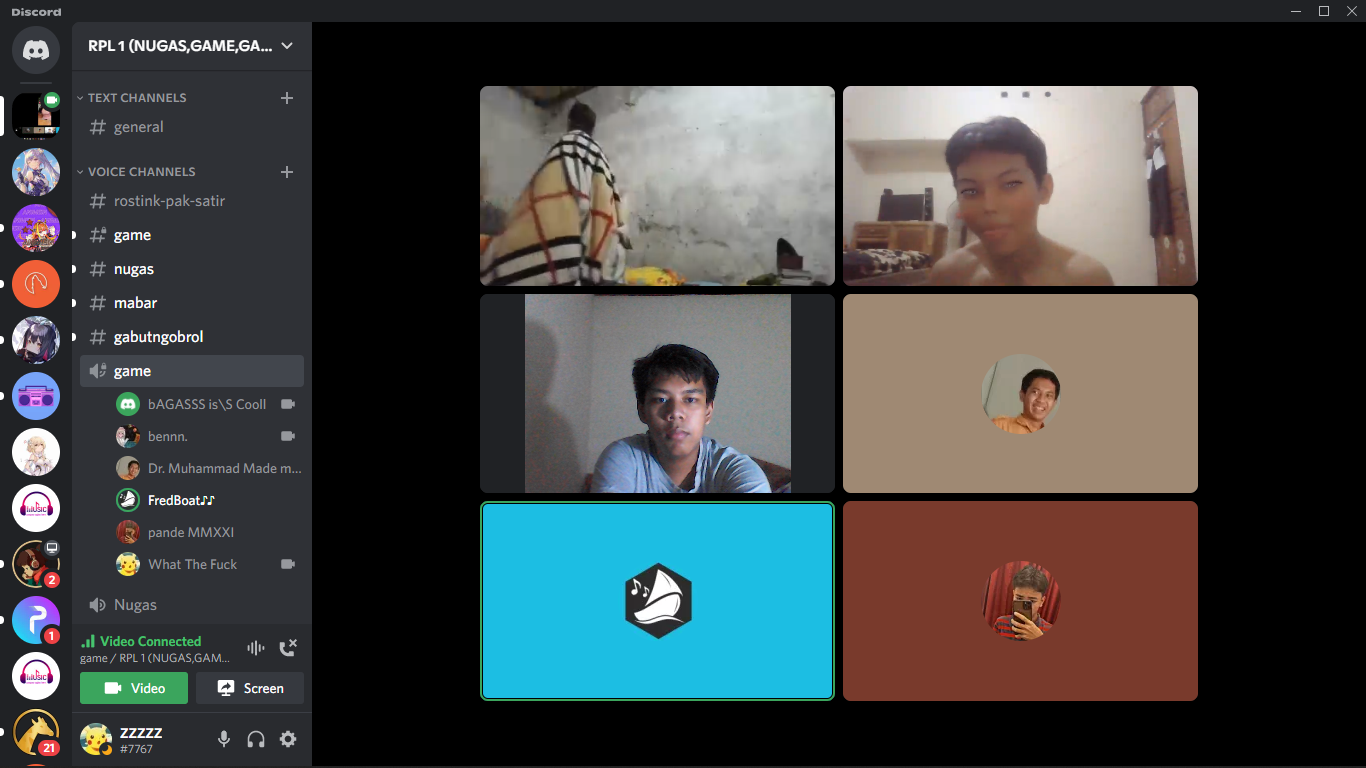 Discord
RPL 1 (NUGAS,GAME,GA...
TEXT CHANNELS
general
VOICE CHANNELS
rostink-pak-satir
game
nugas
mabar
gabutngobrol
game
bAGASSS is\S Cooll
bennn.
Dr. Muhammad Made m...
FredBoat♪♪
pande MMXXI
What The Fuck
Nugas
Video Connected
game / RPL 1 (NUGAS,GAM...
Video
Screen
zzzzz
#7767
MUSIC
2
1
MUSIC
21